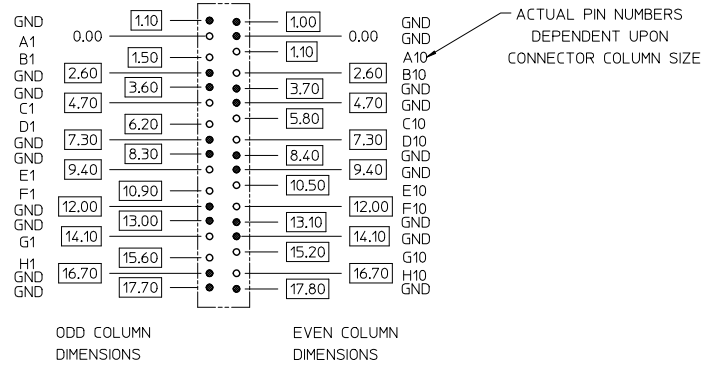 GND 1.10 1.00 GND
A1 0.00 0.00 GND
B1 1.50 1.10 A10
GND 2.60 2.60 B10
GND 3.60 3.70 GND
C1 4.70 4.70 GND
D1 6.20 5.80 C10
GND 7.30 7.30 D10
GND 8.30 8.40 GND
E1 9.40 9.40 GND
F1 10.90 10.50 E10
GND 12.00 12.00 F10
GND 13.00 13.10 GND
G1 14.10 14.10 GND
H1 15.60 15.20 G10
GND 16.70 16.70 H10
GND 17.70 17.80 GND
ACTUAL PIN NUMBERS
DEPENDENT UPON
CONNECTOR COLUMN SIZE
ODD COLUMN
DIMENSIONS
EVEN COLUMN
DIMENSIONS